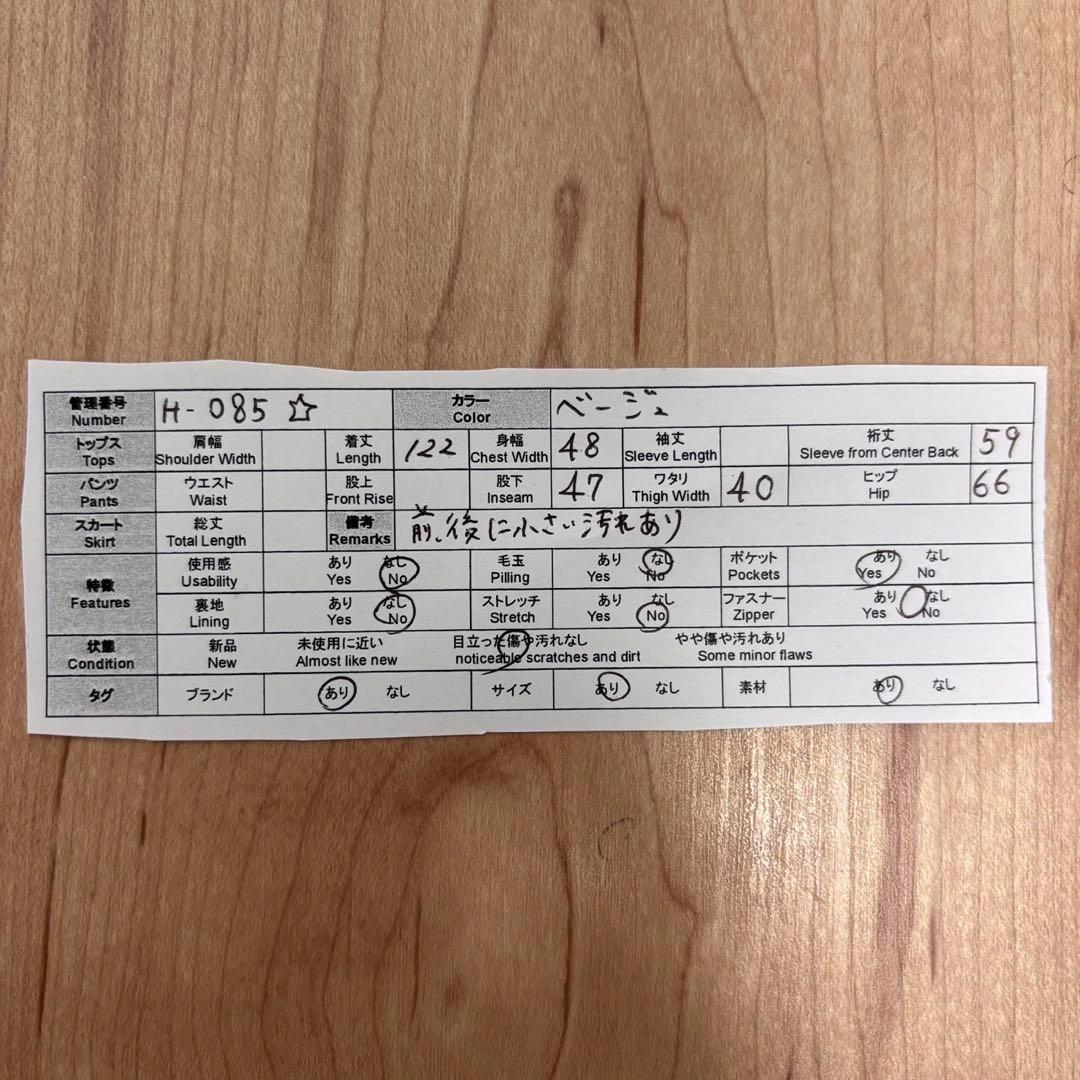 管理番号 Number H-085☆ カラー Color ベージュ
トップス Tops 肩幅 Shoulder Width 着丈 Length 122 身幅 Chest Width 48 袖丈 Sleeve Length 裄丈 Sleeve from Center Back 59
パンツ Pants ウエスト Waist 股上 Front Rise 股下 Inseam 47 ワタリ Thigh Width 40 ヒップ Hip 66
スカート Skirt 総丈 Total Length 備考 Remarks 前、後に小さい汚れあり
特徴 Features 使用感 Usability あり Yes なし No 毛玉 Pilling あり Yes なし No ポケット Pockets あり Yes なし No
裏地 Lining あり Yes なし No ストレッチ Stretch あり Yes なし No ファスナー Zipper あり Yes なし No
状態 Condition 新品 New 未使用に近い Almost like new 目立った傷や汚れなし noticeable scratches and dirt やや傷や汚れあり Some minor flaws
タグ ブランド あり なし サイズ あり なし 素材 あり なし